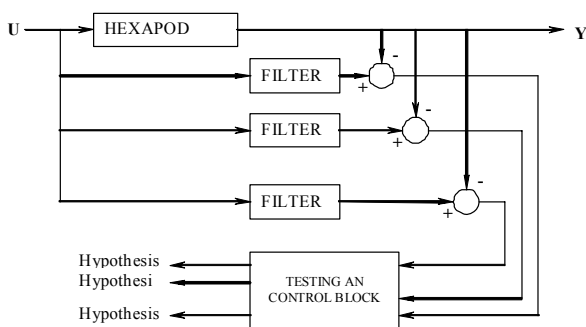 U HEXAPOD Y
-
FILTER + -
FILTER + -
FILTER +
Hypothesis
Hypothesi
Hypothesis
TESTING AN
CONTROL BLOCK